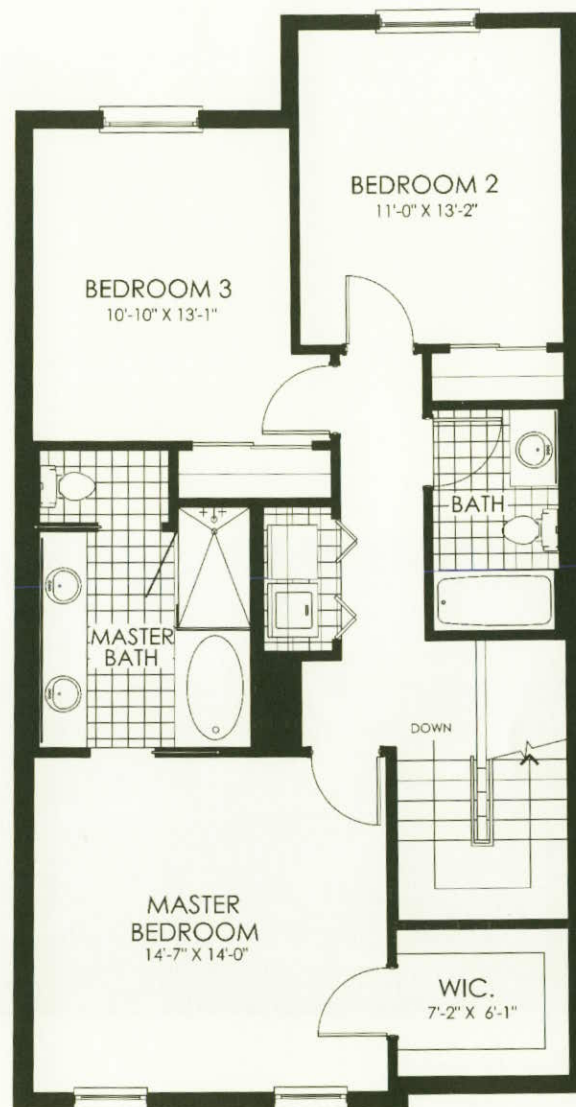 BEDROOM 2
11'-0" X 13'-2"
BEDROOM 3
10'-10" X 13'-1"
BATH
MASTER
BATH
DOWN
MASTER
BEDROOM
14'-7" X 14'-0"
WIC.
7'-2" X 6'-1"